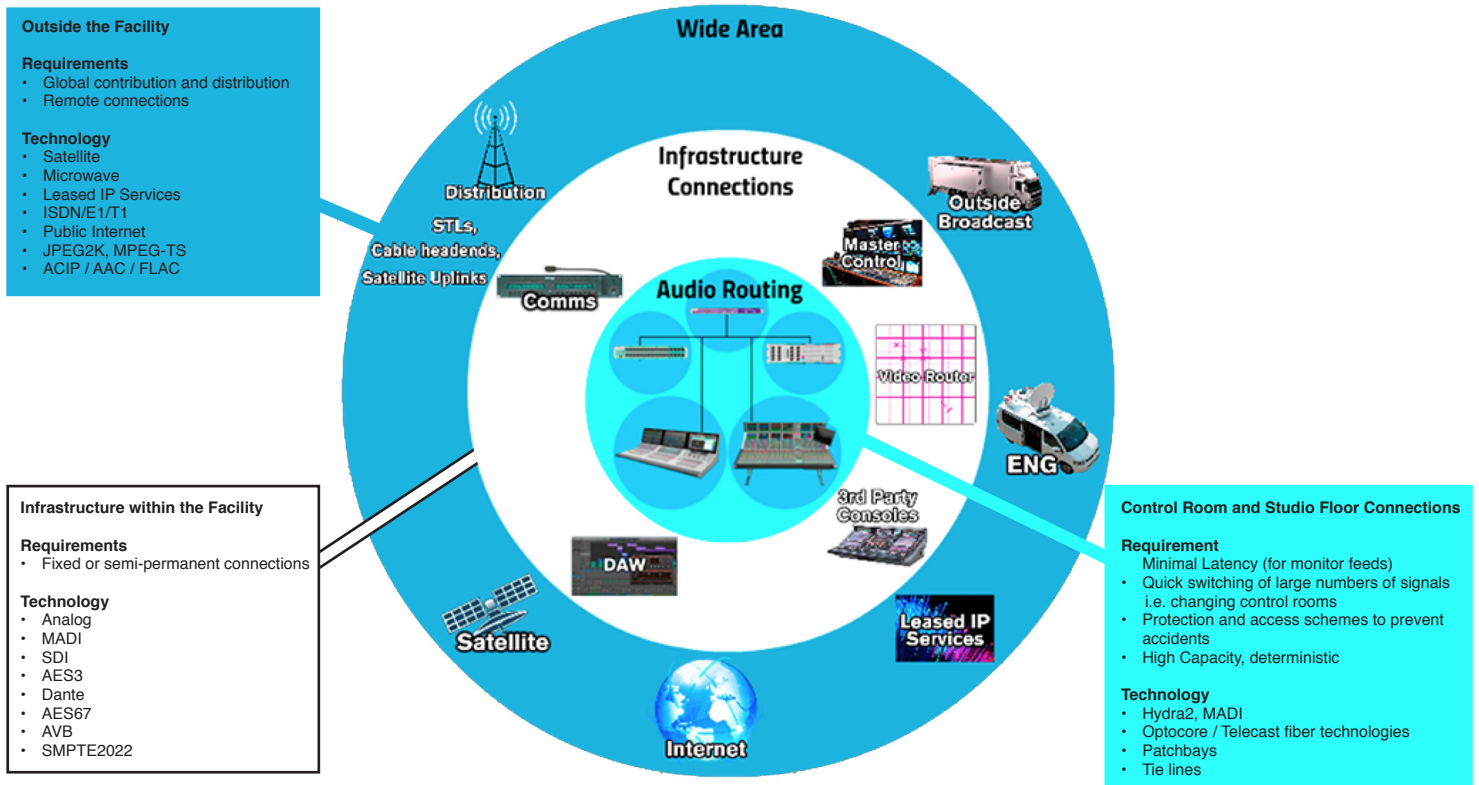 Outside the Facility
Requirements
• Global contribution and distribution
• Remote connections
Technology
• Satellite
• Microwave
• Leased IP Services
• ISDN/E1/T1
• Public Internet
• JPEG2K, MPEG-TS
• ACIP / AAC / FLAC
Wide Area
Distribution
STLs,
Cable headends,
Satellite Uplinks
Infrastructure
Connections
Outside
Broadcast
Master
Control
Comms
Audio Routing
Video Router
ENG
3rd Party
Consoles
DAW
Satellite
Leased IP
Services
Internet
Infrastructure within the Facility
Requirements
• Fixed or semi-permanent connections
Technology
• Analog
• MADI
• SDI
• AES3
• Dante
• AES67
• AVB
• SMPTE2022
Control Room and Studio Floor Connections
Requirement
Minimal Latency (for monitor feeds)
• Quick switching of large numbers of signals
i.e. changing control rooms
• Protection and access schemes to prevent
accidents
• High Capacity, deterministic
Technology
• Hydra2, MADI
• Optocore / Telecast fiber technologies
• Patchbays
• Tie lines